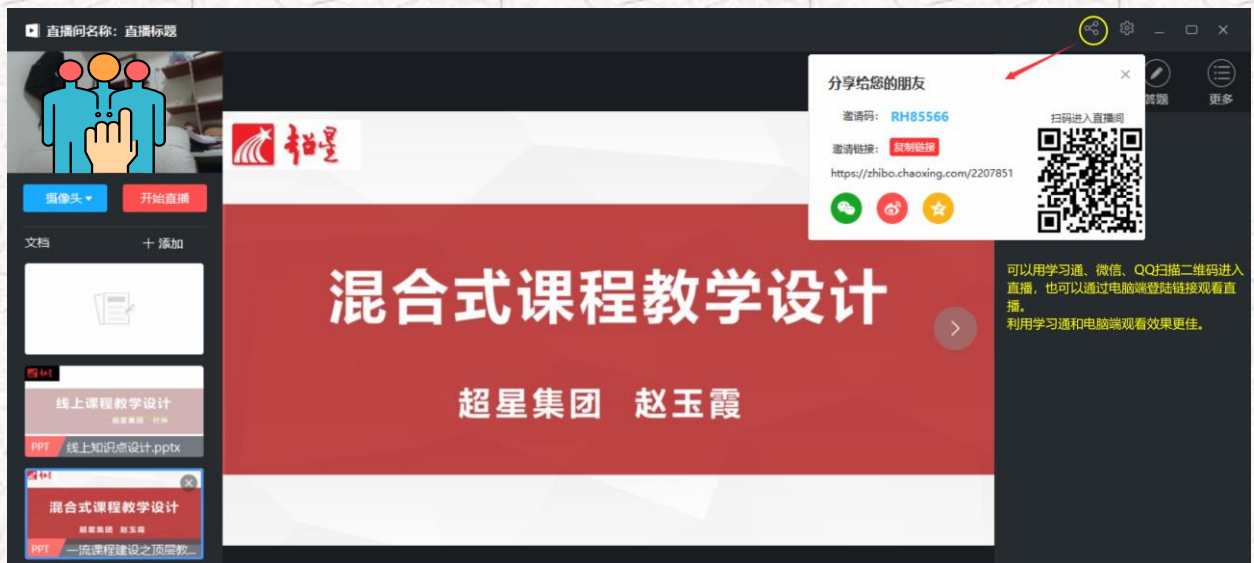 直播间名称：直播标题
分享给您的朋友
邀请码： RH85566
扫码进入直播间
邀请链接： 复制链接
https://zhibo.chaoxing.com/2207851
答题
更多
摄像头
开始直播
文档
+ 添加
超星
混合式课程教学设计
超星集团 赵玉霞
可以用学习通、微信、QQ扫描二维码进入
直播，也可以通过电脑端登陆链接观看直
播。
利用学习通和电脑端观看效果更佳。
线上课程教学设计
PPT 线上知识点设计.pptx
混合式课程教学设计
超星集团 赵玉霞
PPT 一流课程建设之顶层教...